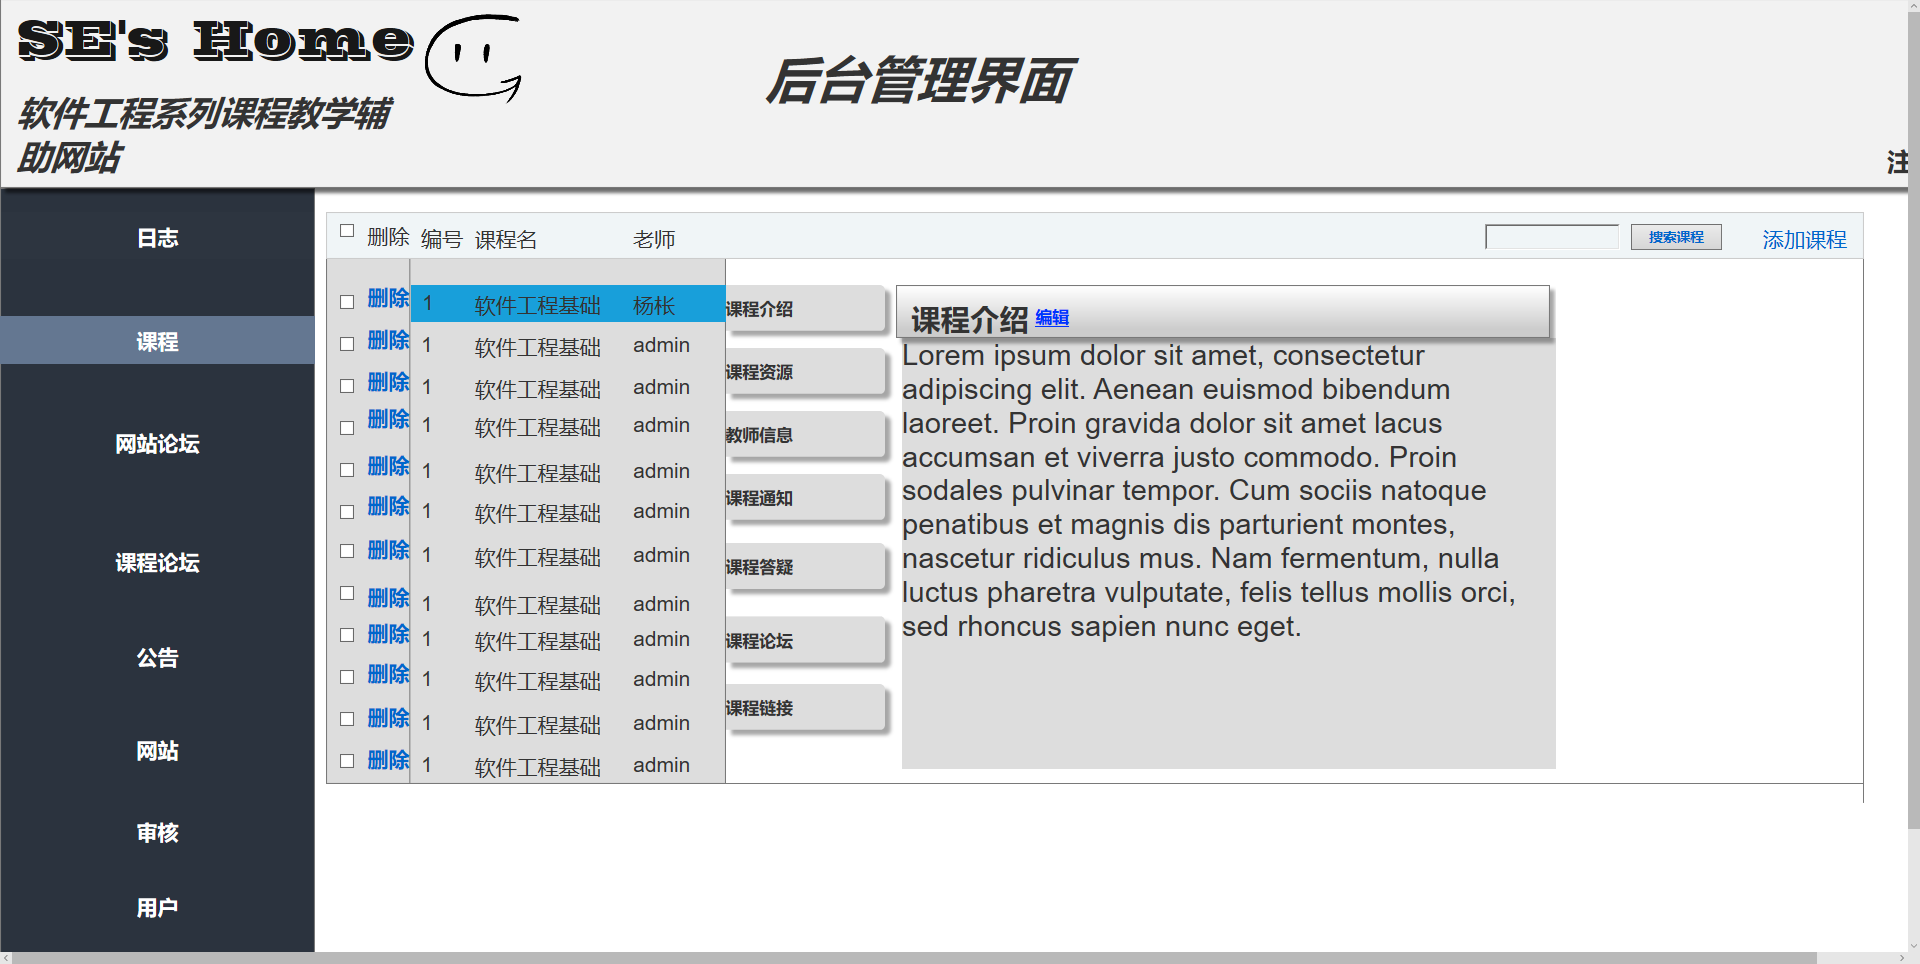 SE's Home
后台管理界面
软件工程系列课程教学辅
助网站
注
日志
课程
网站论坛
课程论坛
公告
网站
审核
用户
删除 编号 课程名 老师 搜索课程 添加课程
删除 1 软件工程基础 杨枨
删除 1 软件工程基础 admin
删除 1 软件工程基础 admin
删除 1 软件工程基础 admin
删除 1 软件工程基础 admin
删除 1 软件工程基础 admin
删除 1 软件工程基础 admin
删除 1 软件工程基础 admin
删除 1 软件工程基础 admin
删除 1 软件工程基础 admin
删除 1 软件工程基础 admin
删除 1 软件工程基础 admin
课程介绍
课程资源
教师信息
课程通知
课程答疑
课程论坛
课程链接
课程介绍 编辑
Lorem ipsum dolor sit amet, consectetur
adipiscing elit. Aenean euismod bibendum
laoreet. Proin gravida dolor sit amet lacus
accumsan et viverra justo commodo. Proin
sodales pulvinar tempor. Cum sociis natoque
penatibus et magnis dis parturient montes,
nascetur ridiculus mus. Nam fermentum, nulla
luctus pharetra vulputate, felis tellus mollis orci,
sed rhoncus sapien nunc eget.